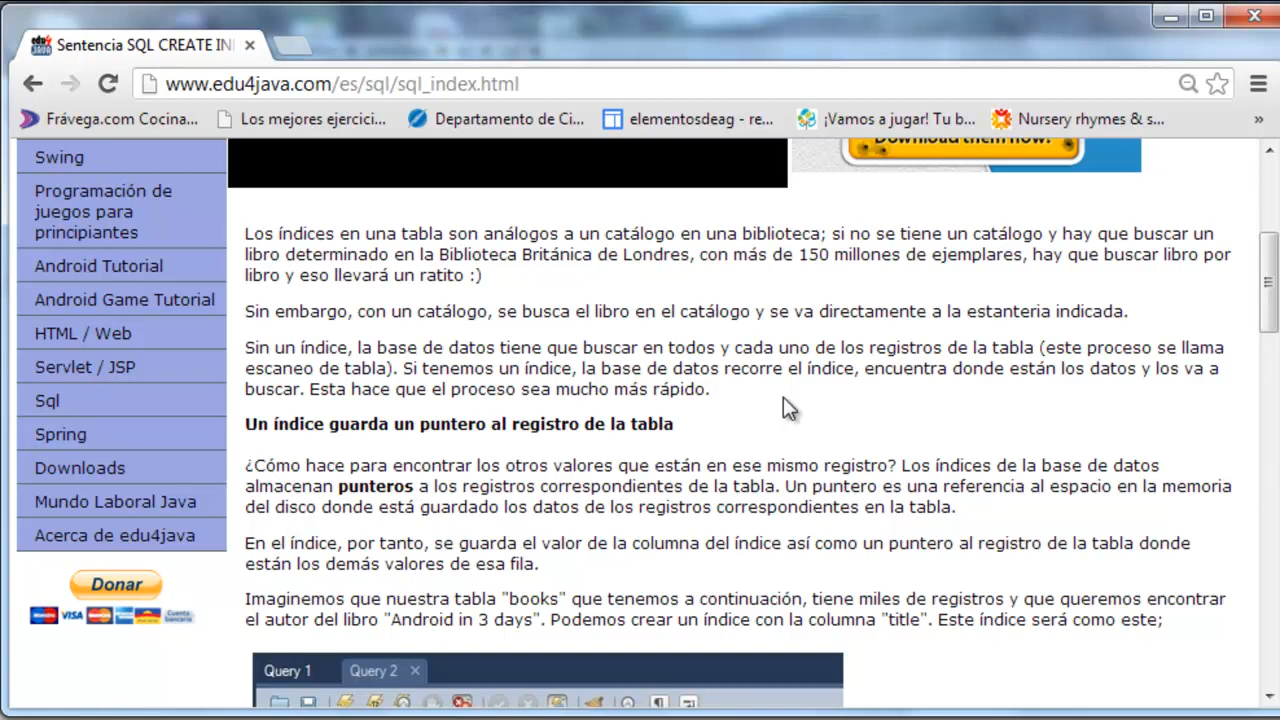 Sentencia SQL CREATE IN
www.edu4java.com/es/sql/sql_index.html
Frávega.com Cocina...
Los mejores ejercici...
Departamento de Ci...
elementosdeag - re...
¡Vamos a jugar! Tu b...
Nursery rhymes & s...
»
Download them now!
Swing
Programación de
juegos para
principiantes
Android Tutorial
Android Game Tutorial
HTML / Web
Servlet / JSP
Sql
Spring
Downloads
Mundo Laboral Java
Acerca de edu4java
Donar
VISA
Cuenta
bancaria
Los índices en una tabla son análogos a un catálogo en una biblioteca; si no se tiene un catálogo y hay que buscar un
libro determinado en la Biblioteca Británica de Londres, con más de 150 millones de ejemplares, hay que buscar libro por
libro y eso llevará un ratito :)
Sin embargo, con un catálogo, se busca el libro en el catálogo y se va directamente a la estanteria indicada.
Sin un índice, la base de datos tiene que buscar en todos y cada uno de los registros de la tabla (este proceso se llama
escaneo de tabla). Si tenemos un índice, la base de datos recorre el índice, encuentra donde están los datos y los va a
buscar. Esta hace que el proceso sea mucho más rápido.
Un índice guarda un puntero al registro de la tabla
¿Cómo hace para encontrar los otros valores que están en ese mismo registro? Los índices de la base de datos
almacenan punteros a los registros correspondientes de la tabla. Un puntero es una referencia al espacio en la memoria
del disco donde está guardado los datos de los registros correspondientes en la tabla.
En el índice, por tanto, se guarda el valor de la columna del índice así como un puntero al registro de la tabla donde
están los demás valores de esa fila.
Imaginemos que nuestra tabla "books" que tenemos a continuación, tiene miles de registros y que queremos encontrar
el autor del libro "Android in 3 days". Podemos crear un índice con la columna "title". Este índice será como este;
Query 1
Query 2